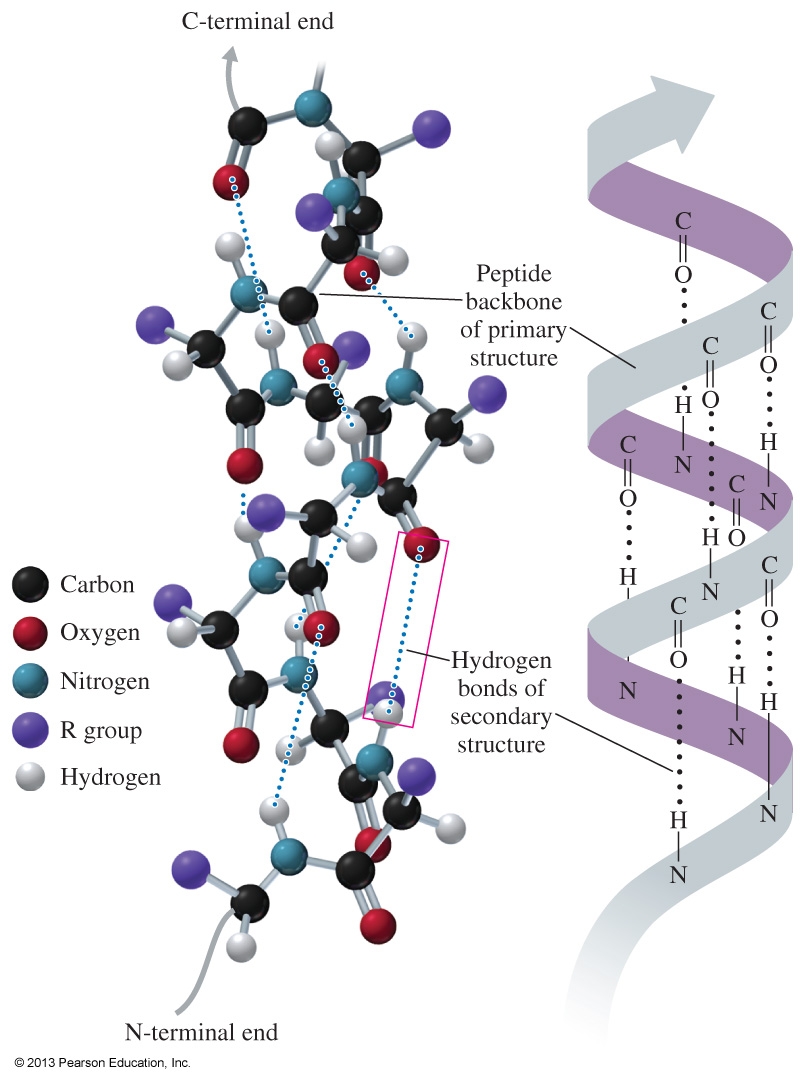 C-terminal end
Peptide
backbone
of primary
structure
Carbon
Oxygen
Nitrogen
R group
Hydrogen
Hydrogen
bonds of
secondary
structure
N-terminal end
C
O
C
O
C
O
H
N
H
N
C
O
C
O
H
N
C
O
H
N
C
O
H
N
H
N
H
N
© 2013 Pearson Education, Inc.